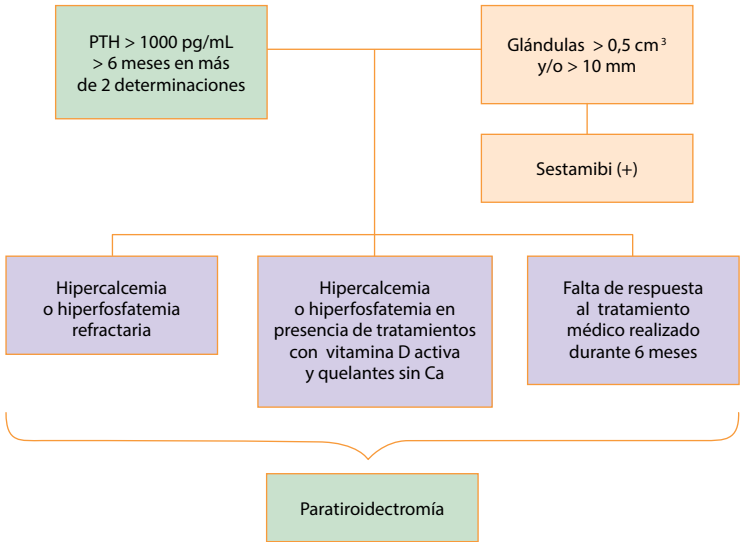 PTH > 1000 pg/mL
> 6 meses en más
de 2 determinaciones
Glándulas > 0,5 cm³
y/o > 10 mm
Sestamibi (+)
Hipercalcemia
o hiperfosfatemia
refractaria
Hipercalcemia
o hiperfosfatemia en
presencia de tratamientos
con vitamina D activa
y quelantes sin Ca
Falta de respuesta
al tratamiento
médico realizado
durante 6 meses
Paratiroidectromía